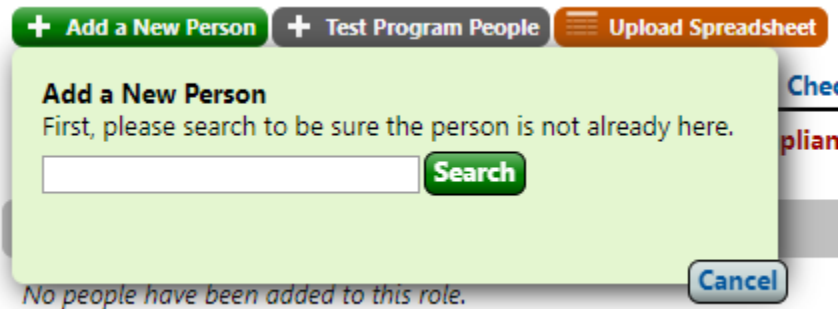 + Add a New Person + Test Program People Upload Spreadsheet
Add a New Person
First, please search to be sure the person is not already here.
Search
Cancel
No people have been added to this role.